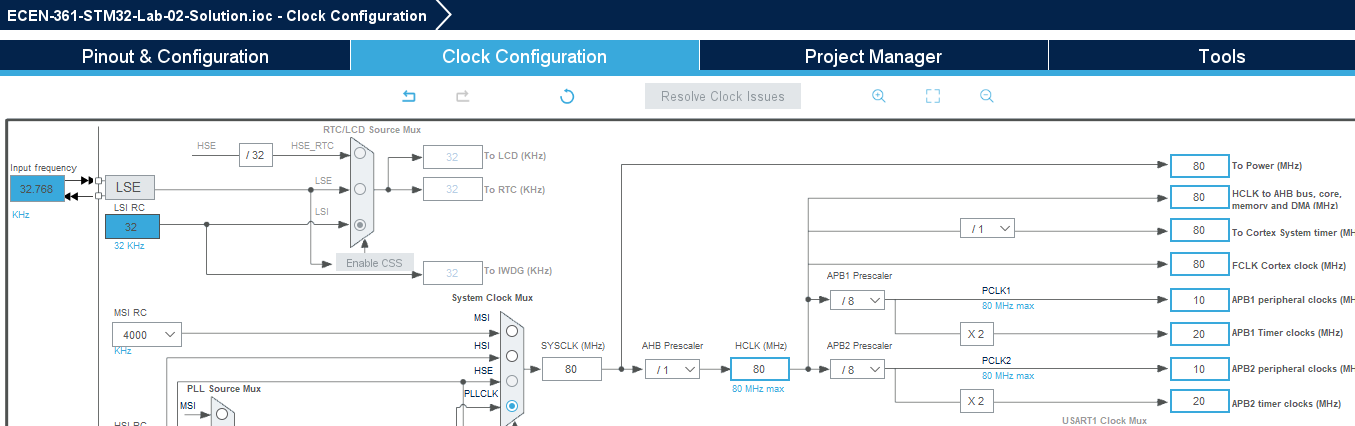 ECEN-361-STM32-Lab-02-Solution.ioc - Clock Configuration
Pinout & Configuration
Clock Configuration
Project Manager
Tools
Resolve Clock Issues
RTC/LCD Source Mux
HSE
/ 32
HSE_RTC
32
To LCD (KHz)
Input frequency
32.768
KHz
LSE
LSE
32
To RTC (KHz)
LSI RC
32
32 KHz
LSI
Enable CSS
32
To IWDG (KHz)
System Clock Mux
MSI RC
4000
KHz
MSI
HSI
HSE
PLLCLK
PLL Source Mux
MSI
HSI RC
SYSCLK (MHz)
80
AHB Prescaler
/ 1
HCLK (MHz)
80
80 MHz max
80
To Power (MHz)
80
HCLK to AHB bus, core,
memory and DMA (MHz)
/ 1
80
To Cortex System timer (MH
80
FCLK Cortex clock (MHz)
APB1 Prescaler
/ 8
PCLK1
80 MHz max
10
APB1 peripheral clocks (MH
X 2
20
APB1 Timer clocks (MHz)
APB2 Prescaler
/ 8
PCLK2
80 MHz max
10
APB2 peripheral clocks (MH
X 2
20
APB2 timer clocks (MHz)
USART1 Clock Mux